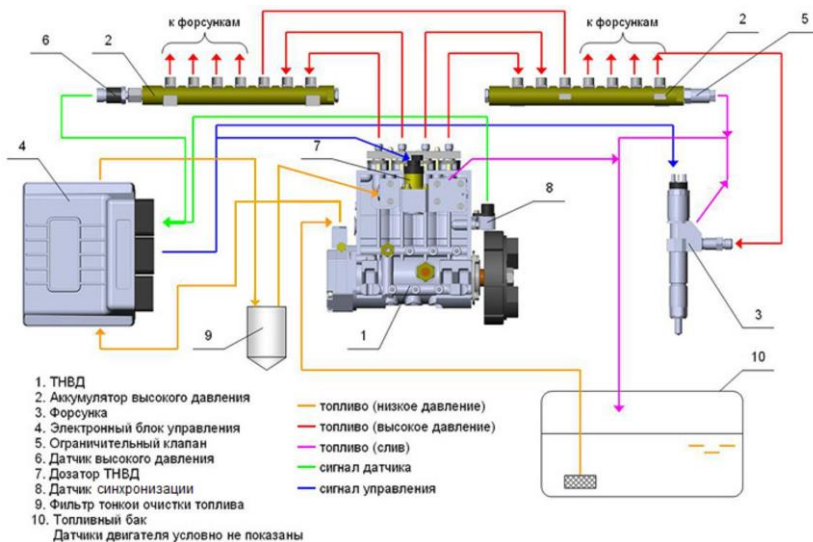 к форсункам
к форсункам
6
2
2
5
4
7
8
9
1
3
10
1. ТНВД
2. Аккумулятор высокого давления
3. Форсунка
4. Электронный блок управления
5. Ограничительный клапан
6. Датчик высокого давления
7. Дозатор ТНВД
8. Датчик синхронизации
9. Фильтр тонкои очистки топлива
10. Топливный бак
Датчики двигателя условно не показаны
топливо (низкое давление)
топливо (высокое давление)
топливо (слив)
сигнал датчика
сигнал управления